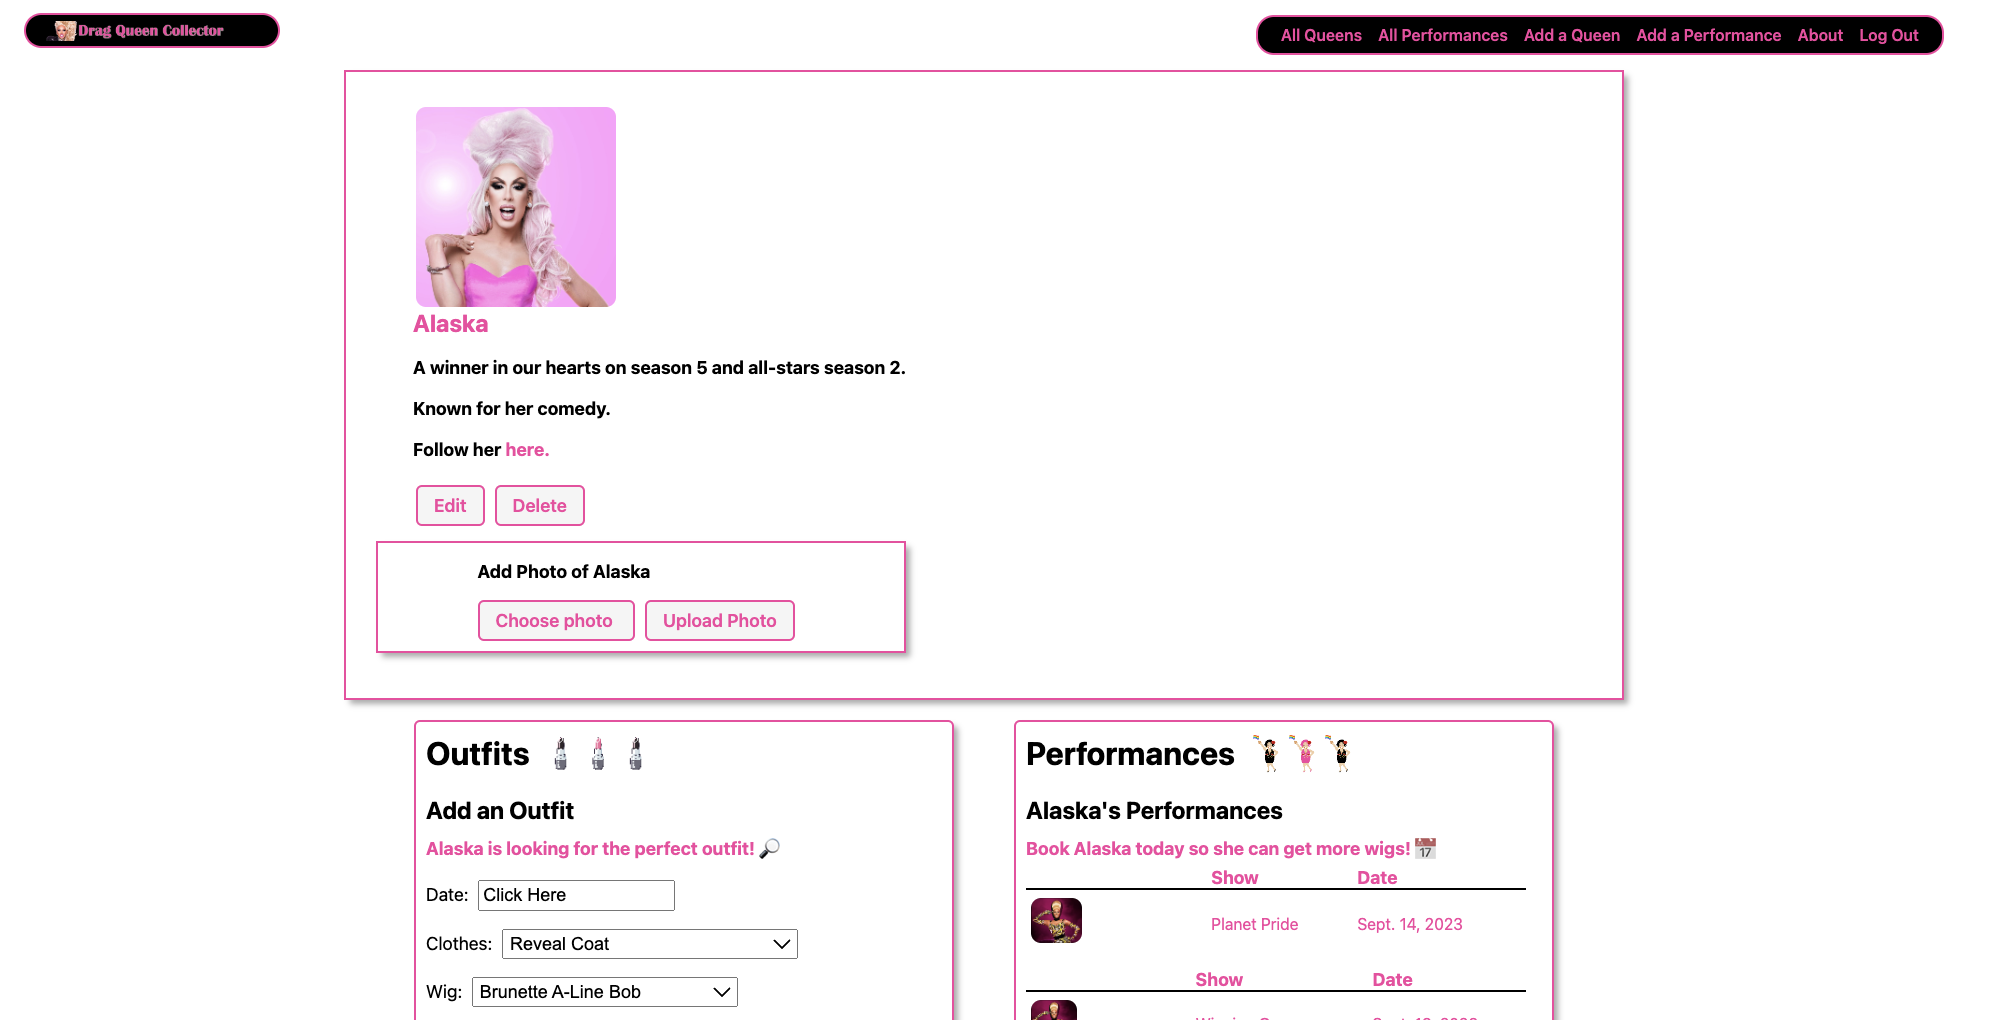 Drag Queen Collector
All Queens All Performances Add a Queen Add a Performance About Log Out
Alaska
A winner in our hearts on season 5 and all-stars season 2.
Known for her comedy.
Follow her here.
Edit Delete
Add Photo of Alaska
Choose photo Upload Photo
Outfits
Add an Outfit
Alaska is looking for the perfect outfit!
Date: Click Here
Clothes: Reveal Coat
Wig: Brunette A-Line Bob
Performances
Alaska's Performances
Book Alaska today so she can get more wigs! 17
Show Date
Planet Pride Sept. 14, 2023
Show Date